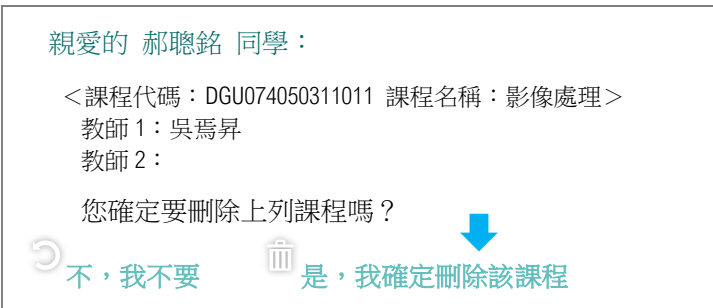 親愛的 郝聰銘 同學：
＜課程代碼：DGU074050311011 課程名稱：影像處理＞
教師 1：吳焉昇
教師 2：
您確定要刪除上列課程嗎？
不，我不要 是，我確定刪除該課程